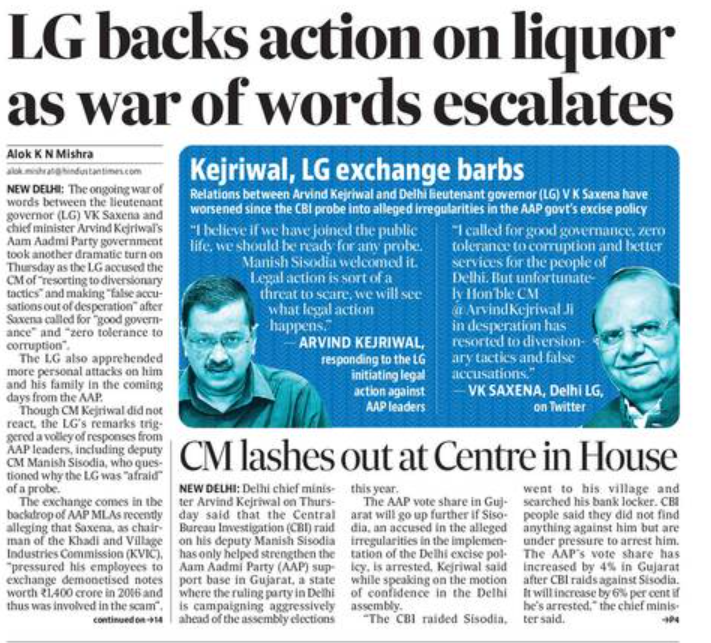 LG backs action on liquor
as war of words escalates
Alok K N Mishra
alok.mishra1@hindustantimes.com
NEW DELHI: The ongoing war of
words between the lieutenant
governor (LG) VK Saxena and
chief minister Arvind Kejriwal's
Aam Aadmi Party government
took another dramatic turn on
Thursday as the LG accused the
CM of "resorting to diversionary
tactics" and making "false accu-
sations out of desperation" after
Saxena called for "good govern-
ance" and "zero tolerance to
corruption".
The LG also apprehended
more personal attacks on him
and his family in the coming
days from the AAP.
Though CM Kejriwal did not
react, the LG's remarks trig-
gered a volley of responses from
AAP leaders, including deputy
CM Manish Sisodia, who ques-
tioned why the LG was "afraid"
of a probe.
The exchange comes in the
backdrop of AAP MLAs recently
alleging that Saxena, as chair-
man of the Khadi and Village
Industries Commission (KVIC),
"pressured his employees to
exchange demonetised notes
worth ₹1,400 crore in 2016 and
thus was involved in the scam".
continued on →14
Kejriwal, LG exchange barbs
Relations between Arvind Kejriwal and Delhi lieutenant governor (LG) V K Saxena have
worsened since the CBI probe into alleged irregularities in the AAP govt's excise policy
"I believe if we have joined the public
life, we should be ready for any probe.
Manish Sisodia welcomed it.
Legal action is sort of a
threat to scare, we will see
what legal action
happens."
— ARVIND KEJRIWAL,
responding to the LG
initiating legal
action against
AAP leaders
"I called for good governance, zero
tolerance to corruption and better
services for the people of
Delhi. But unfortunate-
ly Hon'ble CM
@ArvindKejriwal Ji
in desperation has
resorted to diversion-
ary tactics and false
accusations."
— VK SAXENA, Delhi LG,
on Twitter
CM lashes out at Centre in House
NEW DELHI: Delhi chief minis-
ter Arvind Kejriwal on Thurs-
day said that the Central
Bureau Investigation (CBI) raid
on his deputy Manish Sisodia
has only helped strengthen the
Aam Aadmi Party (AAP) sup-
port base in Gujarat, a state
where the ruling party in Delhi
is campaigning aggressively
ahead of the assembly elections
this year.
The AAP vote share in Guj-
arat will go up further if Siso-
dia, an accused in the alleged
irregularities in the implemen-
tation of the Delhi excise pol-
icy, is arrested, Kejriwal said
while speaking on the motion
of confidence in the Delhi
assembly.
"The CBI raided Sisodia,
went to his village and
searched his bank locker. CBI
people said they did not find
anything against him but are
under pressure to arrest him.
The AAP's vote share has
increased by 4% in Gujarat
after CBI raids against Sisodia.
It will increase by 6% per cent if
he's arrested," the chief minis-
ter said.
→P4